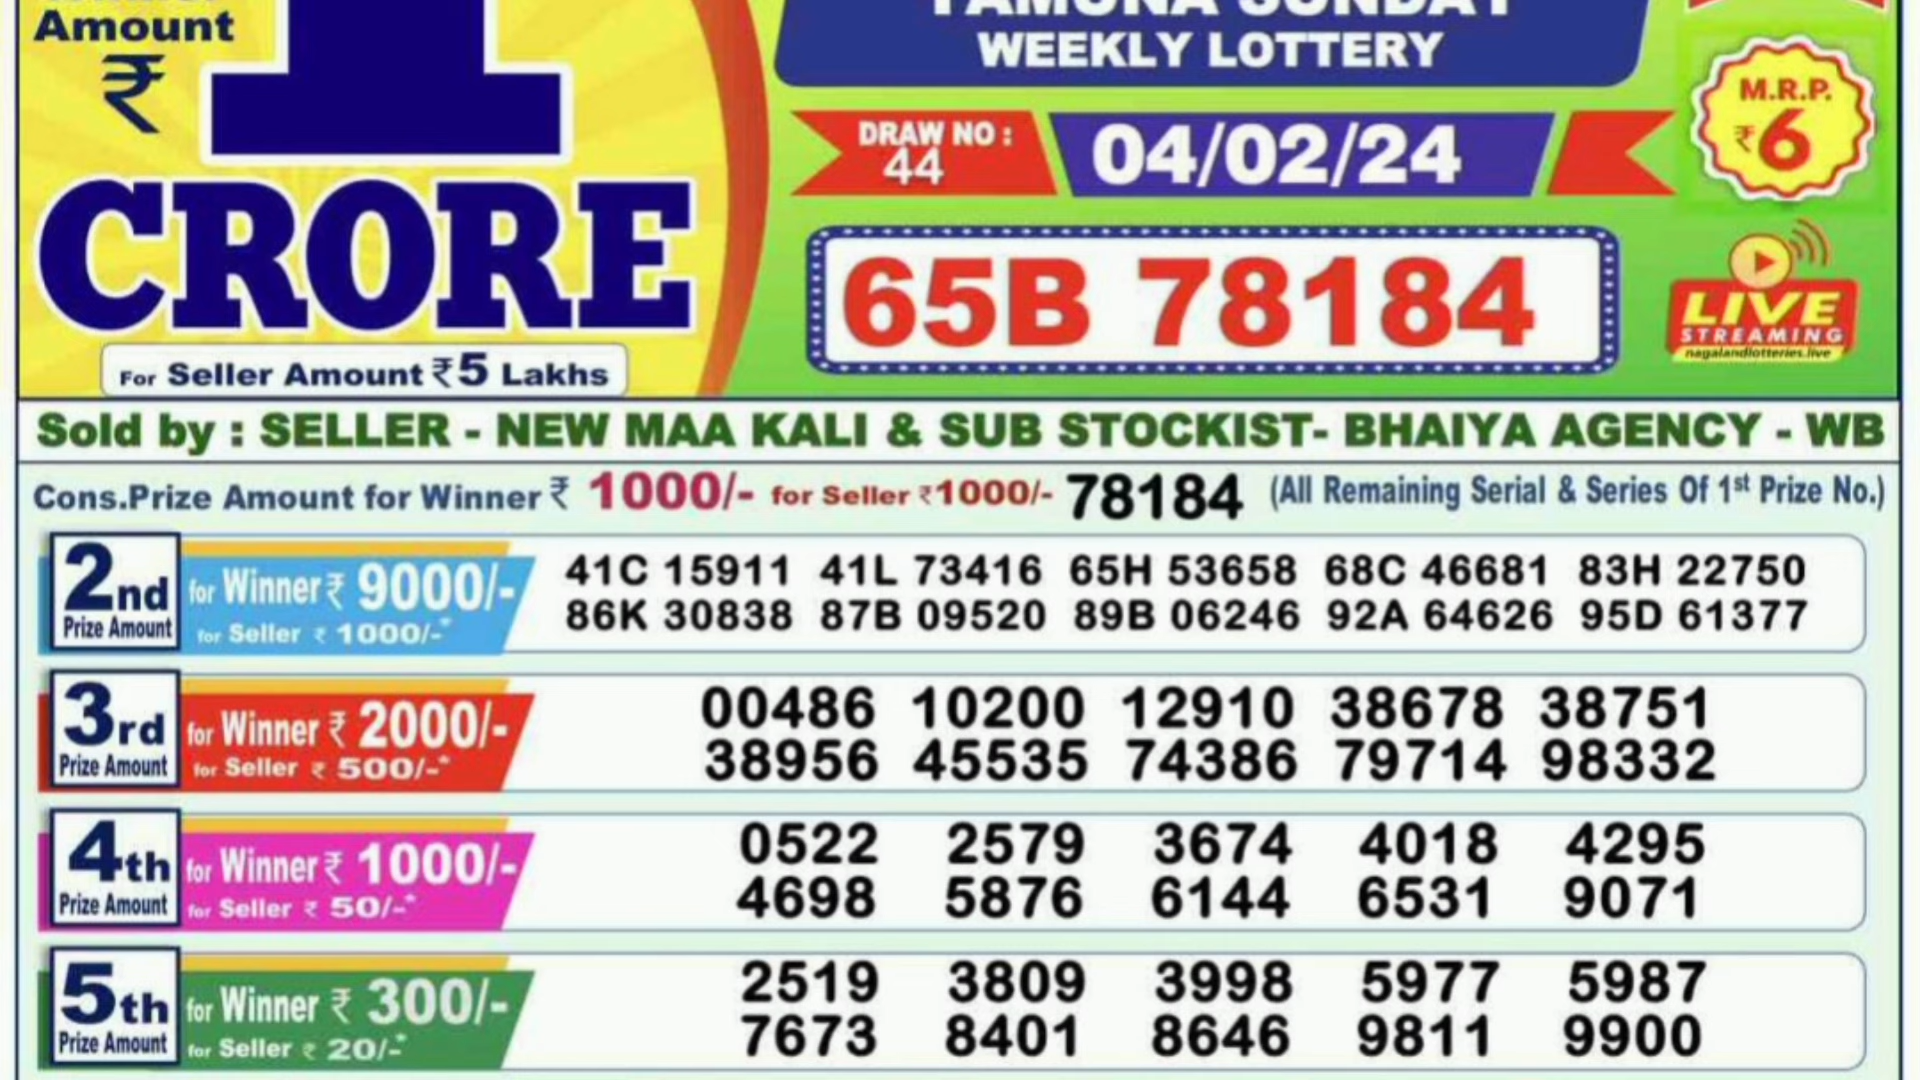 Amount
₹
1
CRORE
For Seller Amount ₹5 Lakhs
YAMUNA SUNDAY
WEEKLY LOTTERY
DRAW NO :
44
04/02/24
M.R.P.
₹6
65B 78184
LIVE
STREAMING
nagalandlotteries.live
Sold by : SELLER - NEW MAA KALI & SUB STOCKIST- BHAIYA AGENCY - WB
Cons.Prize Amount for Winner ₹ 1000/- for Seller ₹1000/- 78184 (All Remaining Serial & Series Of 1st Prize No.)
2nd
Prize Amount
for Winner ₹ 9000/-
for Seller ₹ 1000/-*
41C 15911 41L 73416 65H 53658 68C 46681 83H 22750
86K 30838 87B 09520 89B 06246 92A 64626 95D 61377
3rd
Prize Amount
for Winner ₹ 2000/-
for Seller ₹ 500/-*
00486 10200 12910 38678 38751
38956 45535 74386 79714 98332
4th
Prize Amount
for Winner ₹ 1000/-
for Seller ₹ 50/-*
0522 2579 3674 4018 4295
4698 5876 6144 6531 9071
5th
Prize Amount
for Winner ₹ 300/-
for Seller ₹ 20/-*
2519 3809 3998 5977 5987
7673 8401 8646 9811 9900